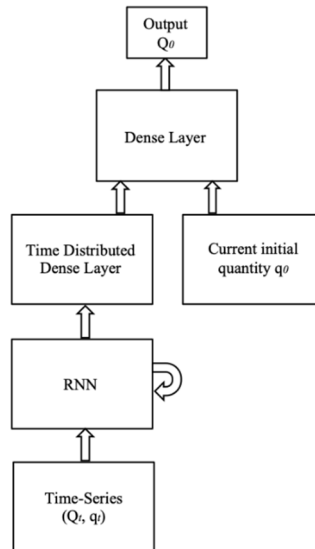 Output
Q₀
Dense Layer
Time Distributed
Dense Layer
Current initial
quantity q₀
RNN
Time-Series
(Qₜ, qₜ)